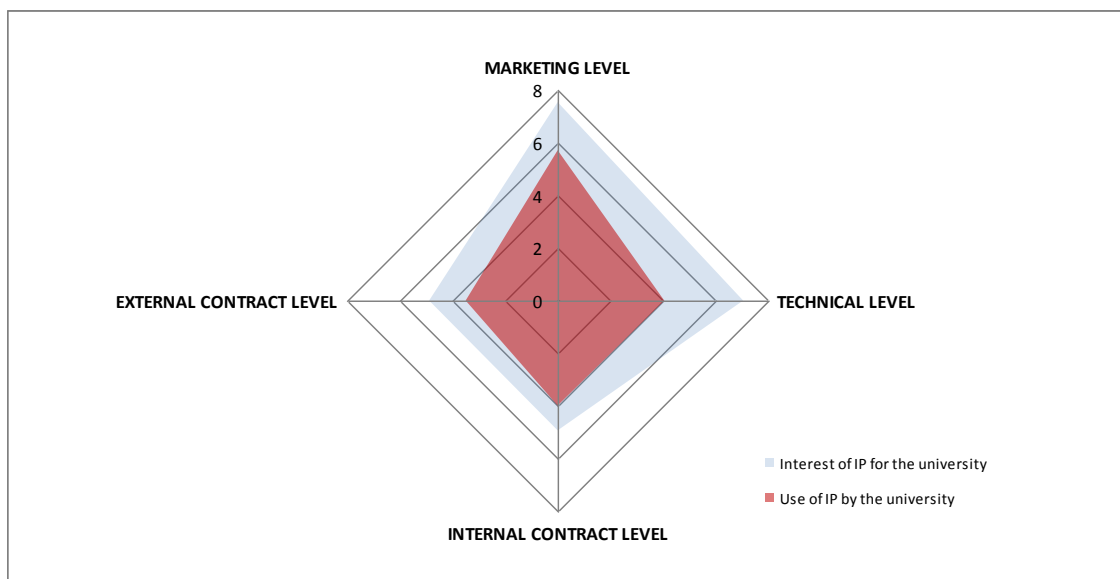 MARKETING LEVEL
8
6
4
2
EXTERNAL CONTRACT LEVEL
0
TECHNICAL LEVEL
Interest of IP for the university
Use of IP by the university
INTERNAL CONTRACT LEVEL